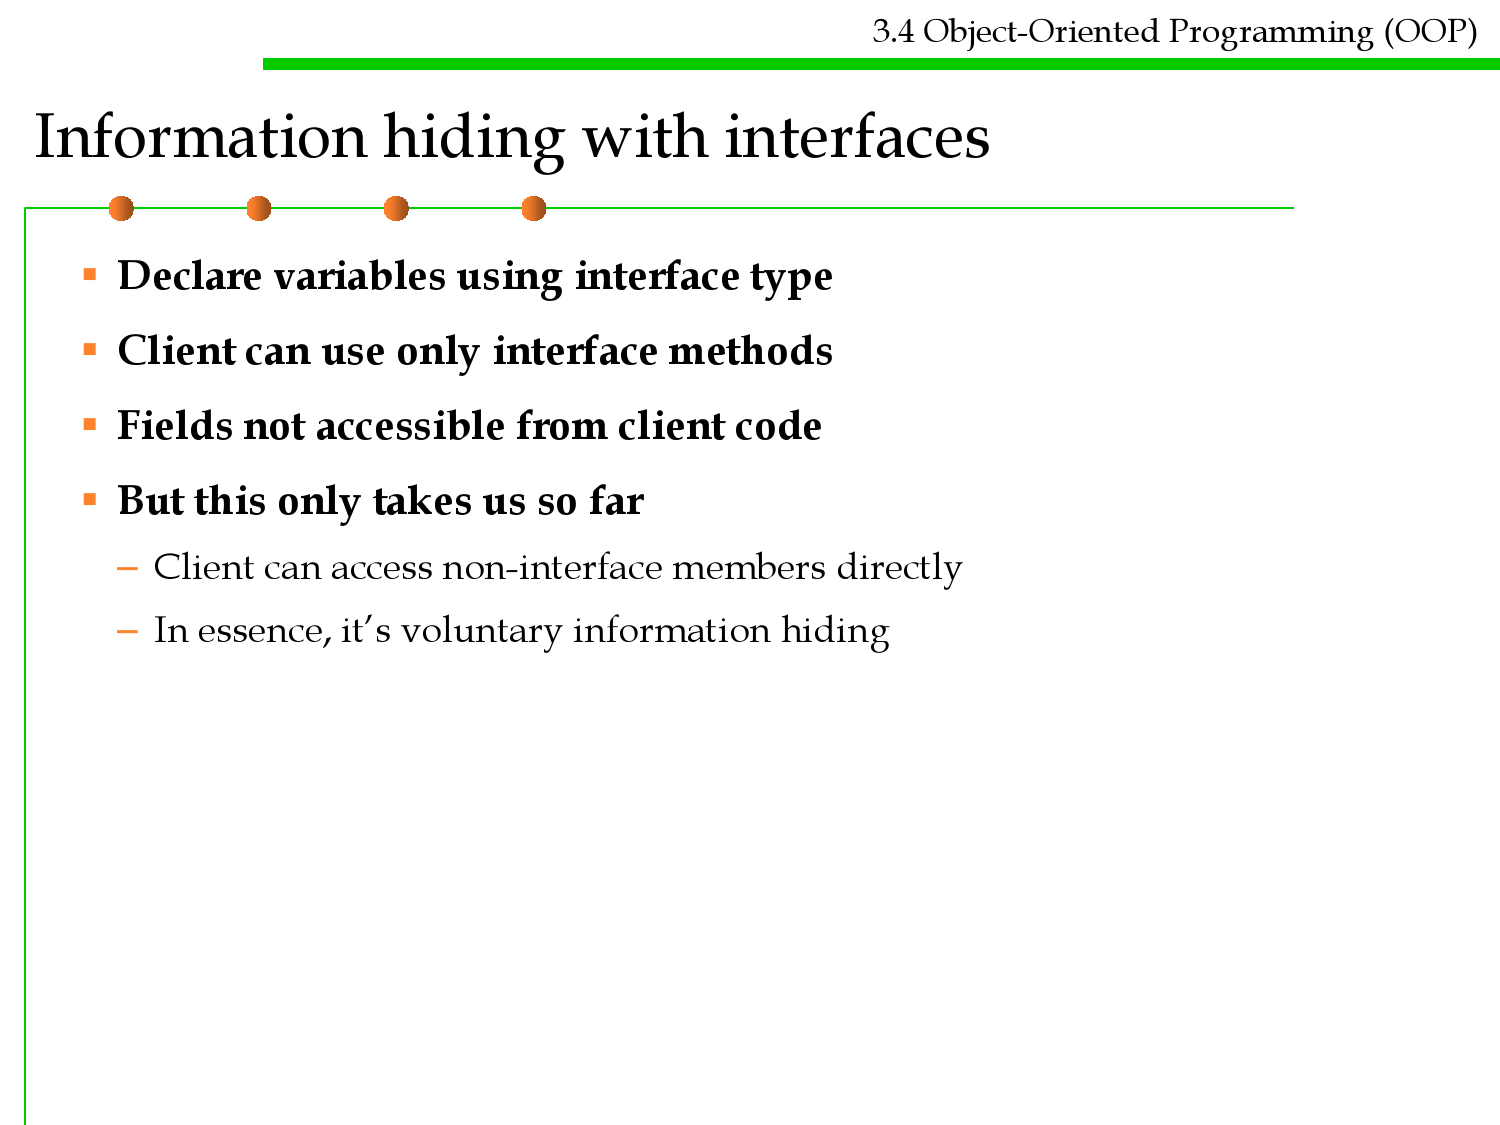 3.4 Object-Oriented Programming (OOP)
Information hiding with interfaces
▪ Declare variables using interface type
▪ Client can use only interface methods
▪ Fields not accessible from client code
▪ But this only takes us so far
– Client can access non-interface members directly
– In essence, it’s voluntary information hiding